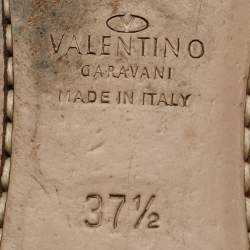 VALENTINO
GARAVANI
MADE IN ITALY
37½